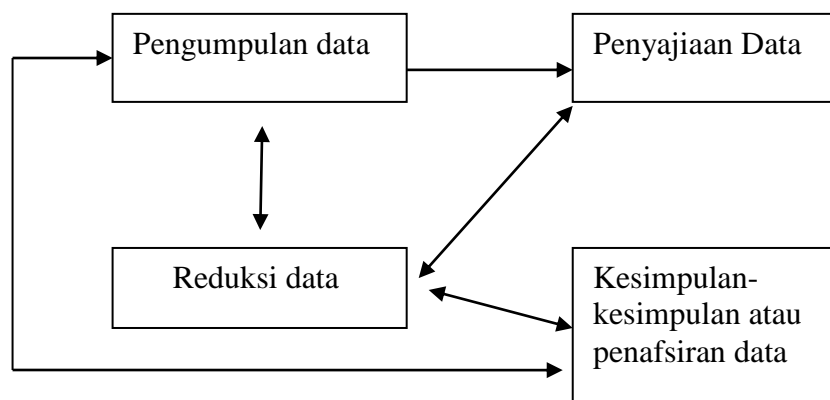 Pengumpulan data
Penyajiaan Data
Reduksi data
Kesimpulan-
kesimpulan atau
penafsiran data